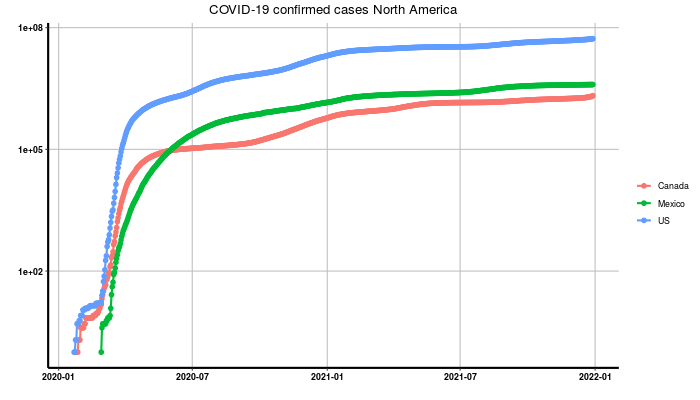 COVID-19 confirmed cases North America
1e+08
1e+05
1e+02
2020-01
2020-07
2021-01
2021-07
2022-01
Canada
Mexico
US